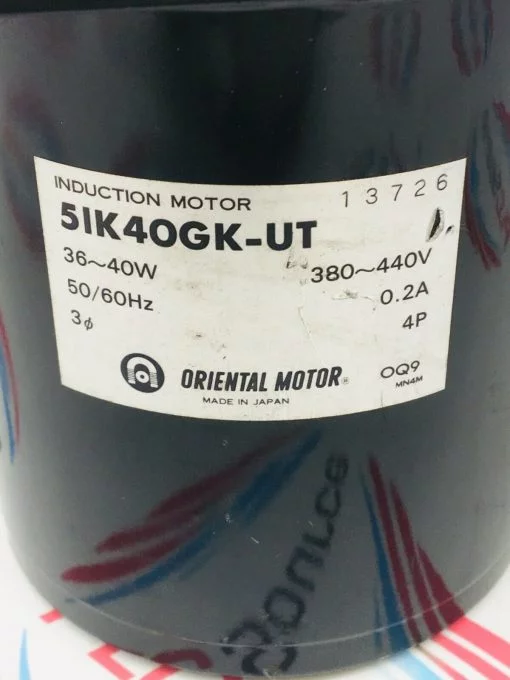 INDUCTION MOTOR 13726
5IK40GK-UT
36~40W 380~440V
50/60Hz 0.2A
3ϕ 4P
ORIENTAL MOTOR® OQ9
MADE IN JAPAN MN4M